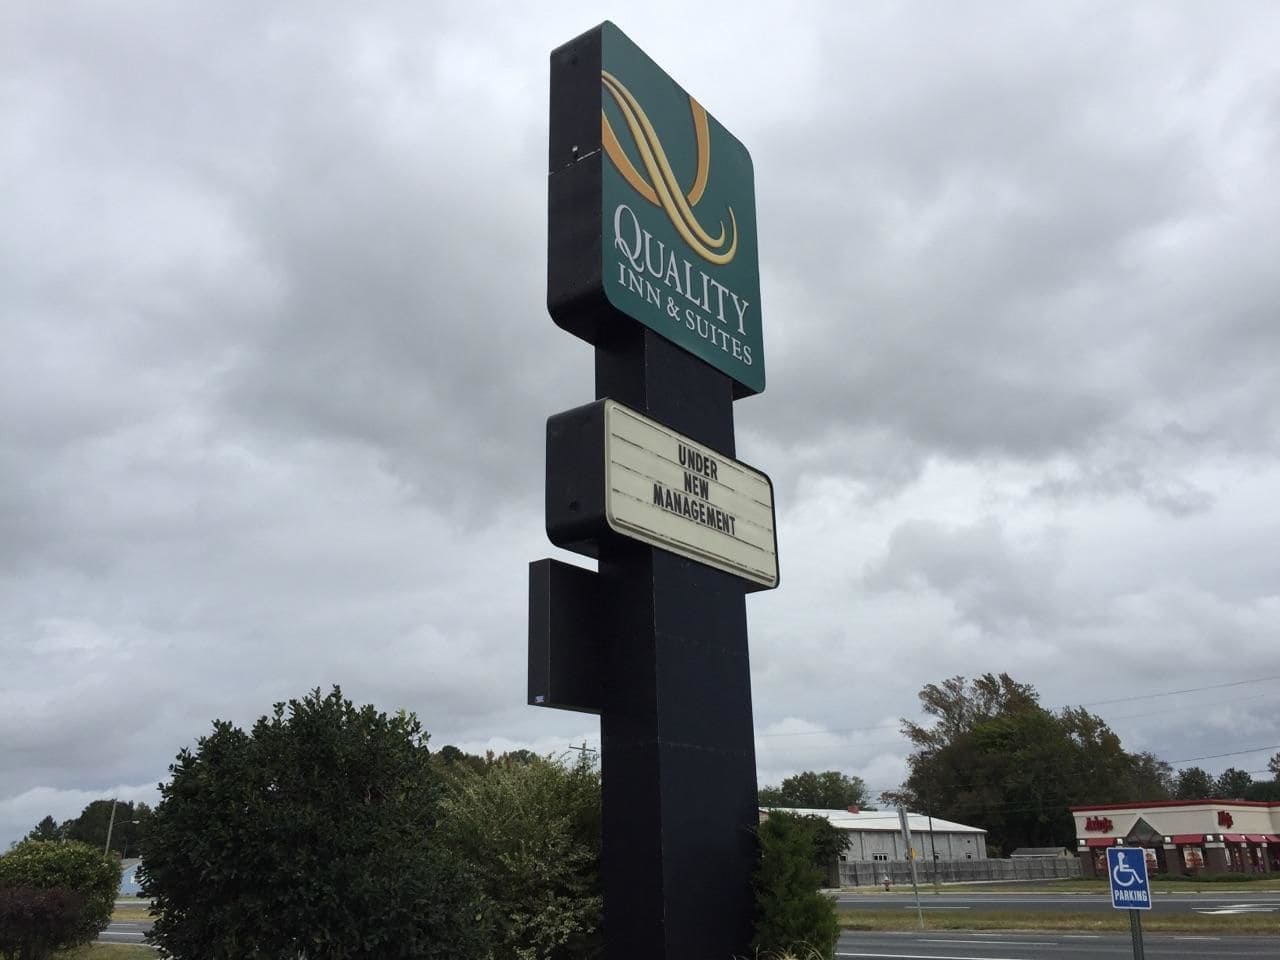 QUALITY
INN & SUITES
UNDER
NEW
MANAGEMENT
Arby's
PARKING